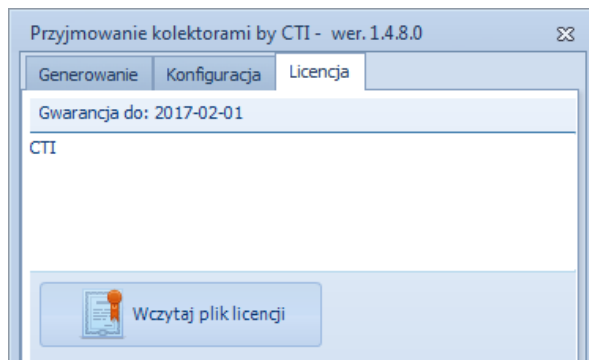 Przyjmowanie kolektorami by CTI - wer. 1.4.8.0
Generowanie Konfiguracja Licencja
Gwarancja do: 2017-02-01
CTI
Wczytaj plik licencji